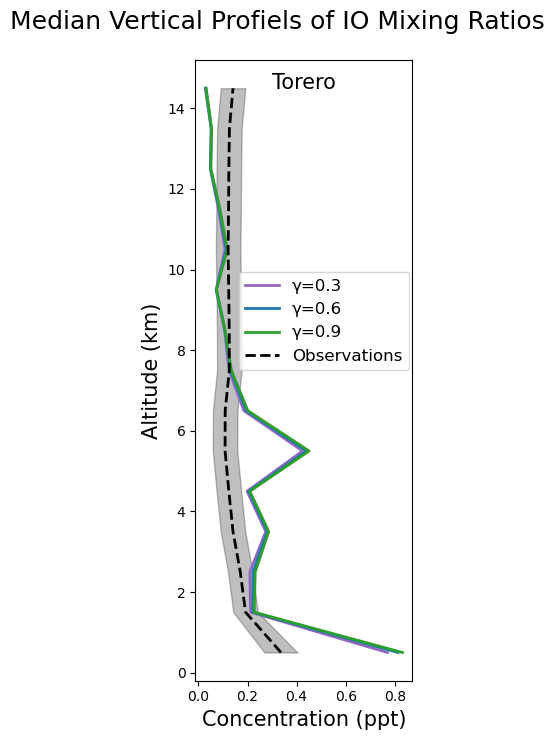 Median Vertical Profiels of IO Mixing Ratios
Torero
14
12
10
8
6
4
2
0
Altitude (km)
γ=0.3
γ=0.6
γ=0.9
Observations
0.0 0.2 0.4 0.6 0.8
Concentration (ppt)